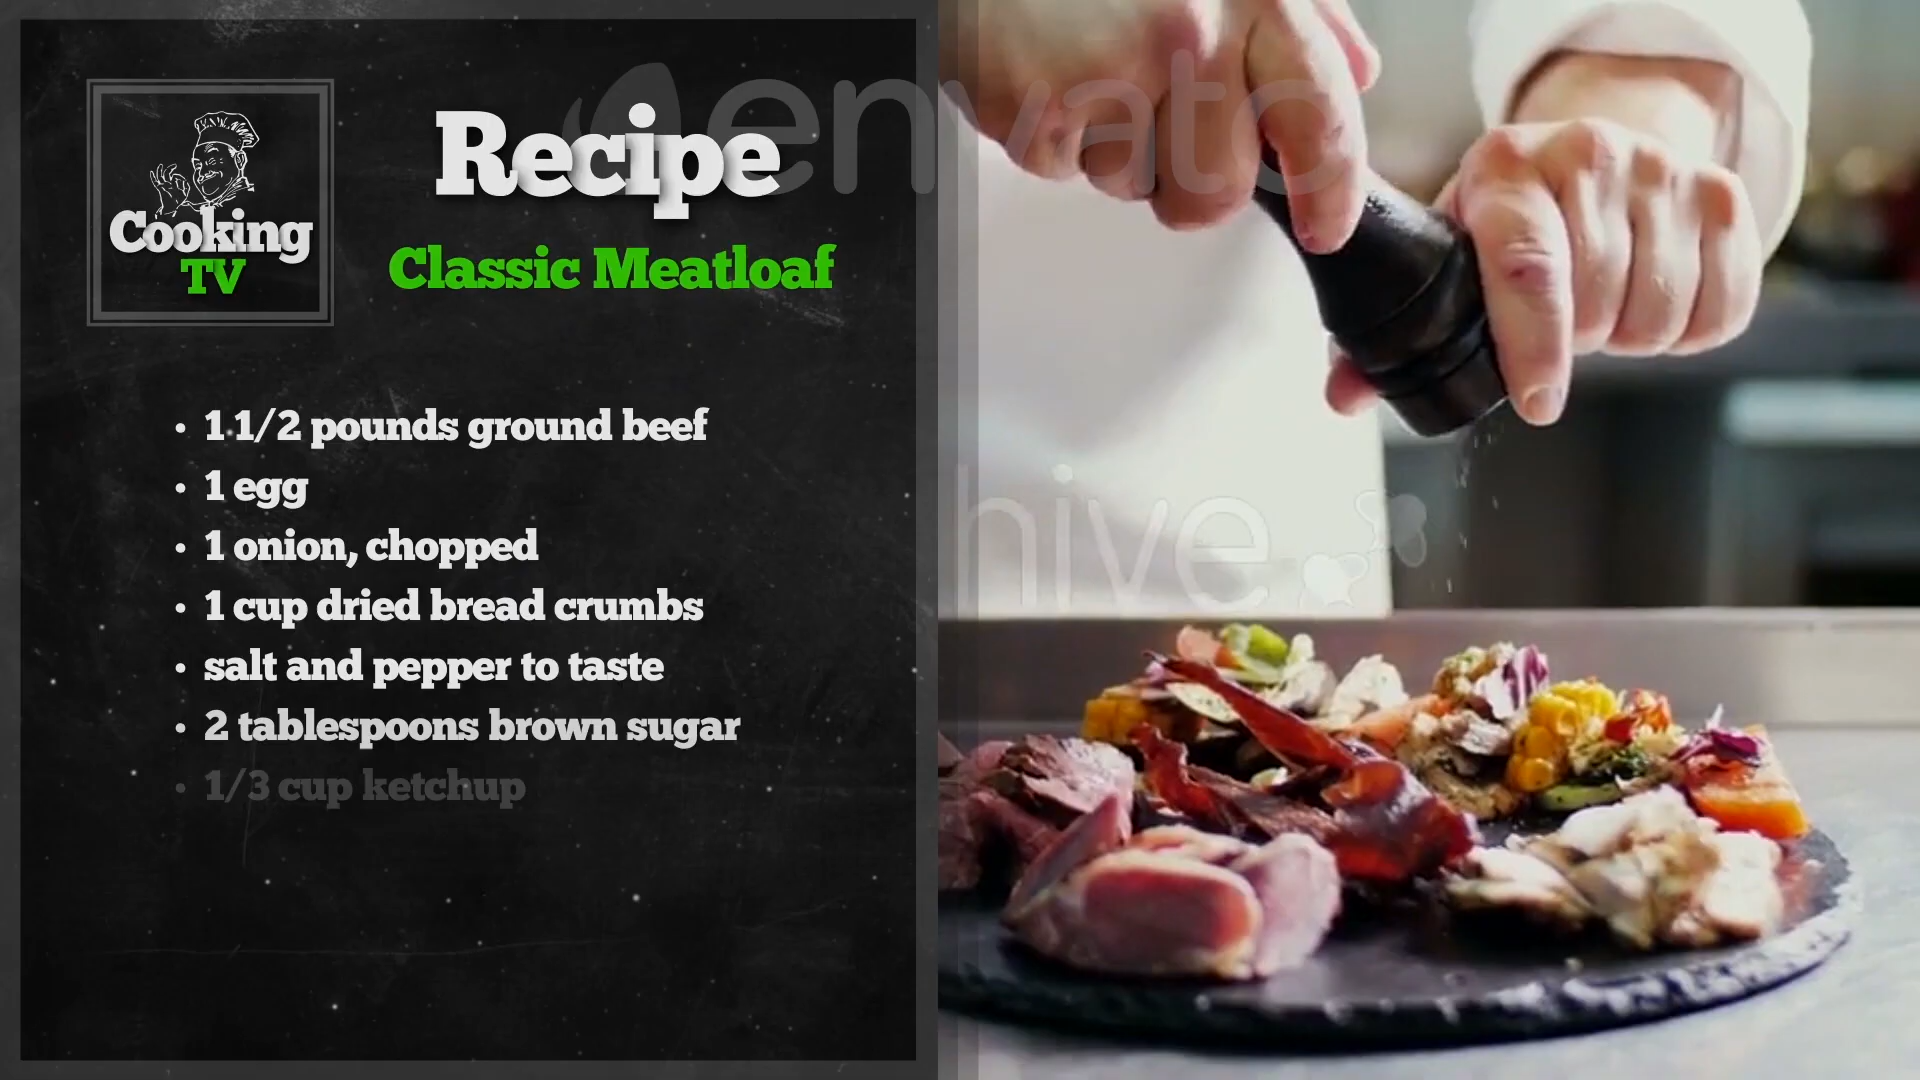 Cooking
TV
Recipe
Classic Meatloaf
• 1 1/2 pounds ground beef
• 1 egg
• 1 onion, chopped
• 1 cup dried bread crumbs
• salt and pepper to taste
• 2 tablespoons brown sugar
• 1/3 cup ketchup
envato
hive